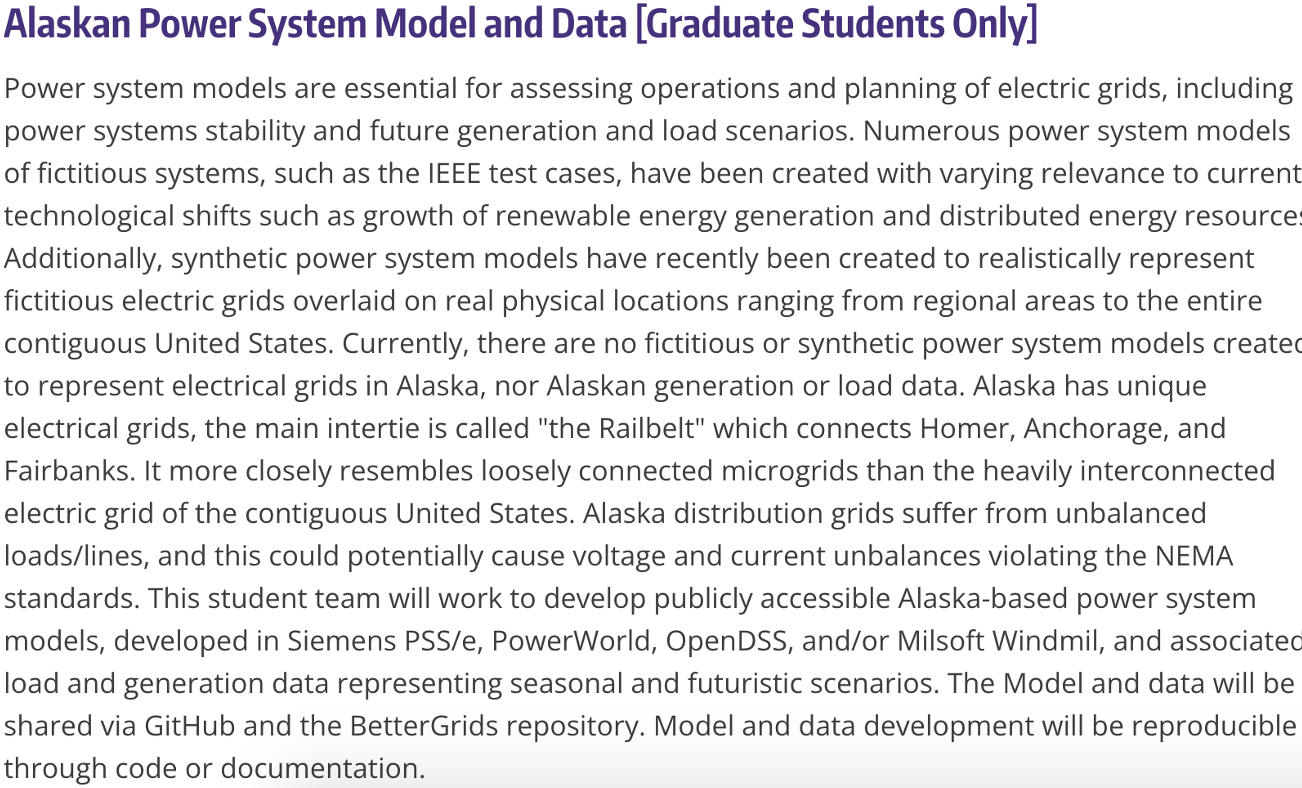 Alaskan Power System Model and Data [Graduate Students Only]
Power system models are essential for assessing operations and planning of electric grids, including
power systems stability and future generation and load scenarios. Numerous power system models
of fictitious systems, such as the IEEE test cases, have been created with varying relevance to current
technological shifts such as growth of renewable energy generation and distributed energy resources
Additionally, synthetic power system models have recently been created to realistically represent
fictitious electric grids overlaid on real physical locations ranging from regional areas to the entire
contiguous United States. Currently, there are no fictitious or synthetic power system models created
to represent electrical grids in Alaska, nor Alaskan generation or load data. Alaska has unique
electrical grids, the main intertie is called "the Railbelt" which connects Homer, Anchorage, and
Fairbanks. It more closely resembles loosely connected microgrids than the heavily interconnected
electric grid of the contiguous United States. Alaska distribution grids suffer from unbalanced
loads/lines, and this could potentially cause voltage and current unbalances violating the NEMA
standards. This student team will work to develop publicly accessible Alaska-based power system
models, developed in Siemens PSS/e, PowerWorld, OpenDSS, and/or Milsoft Windmil, and associated
load and generation data representing seasonal and futuristic scenarios. The Model and data will be
shared via GitHub and the BetterGrids repository. Model and data development will be reproducible
through code or documentation.